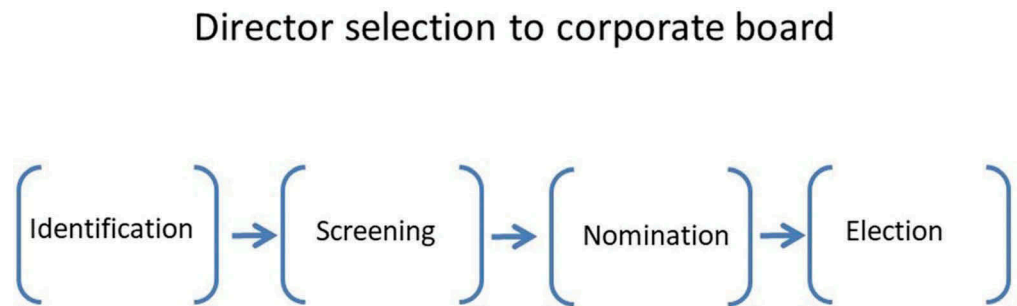 Director selection to corporate board
Identification
Screening
Nomination
Election